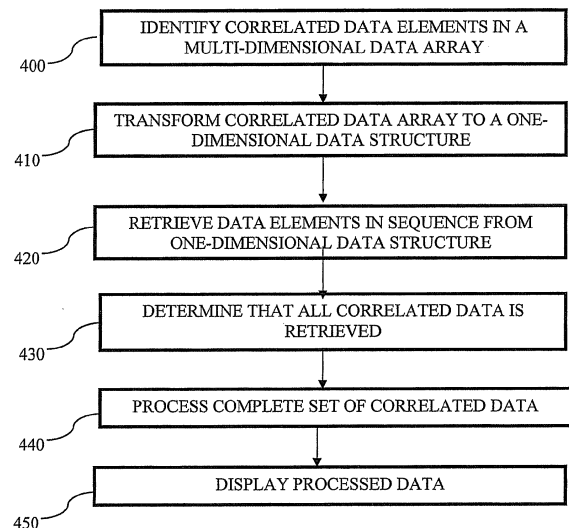 IDENTIFY CORRELATED DATA ELEMENTS IN A
MULTI-DIMENSIONAL DATA ARRAY
400
TRANSFORM CORRELATED DATA ARRAY TO A ONE-
DIMENSIONAL DATA STRUCTURE
410
RETRIEVE DATA ELEMENTS IN SEQUENCE FROM
ONE-DIMENSIONAL DATA STRUCTURE
420
DETERMINE THAT ALL CORRELATED DATA IS
RETRIEVED
430
PROCESS COMPLETE SET OF CORRELATED DATA
440
DISPLAY PROCESSED DATA
450